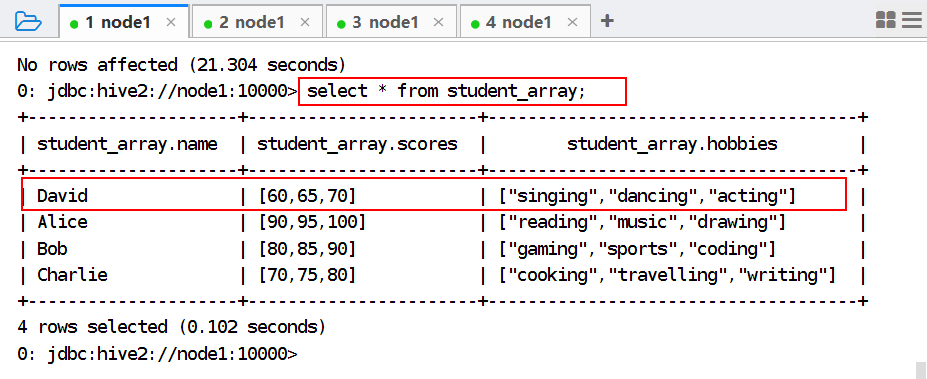 1 node1 × 2 node1 × 3 node1 × 4 node1 × +
No rows affected (21.304 seconds)
0: jdbc:hive2://node1:10000> select * from student_array;
+---------------------+-----------------------+-------------------------------------+
| student_array.name | student_array.scores | student_array.hobbies |
+---------------------+-----------------------+-------------------------------------+
| David | [60,65,70] | ["singing","dancing","acting"] |
| Alice | [90,95,100] | ["reading","music","drawing"] |
| Bob | [80,85,90] | ["gaming","sports","coding"] |
| Charlie | [70,75,80] | ["cooking","travelling","writing"] |
+---------------------+-----------------------+-------------------------------------+
4 rows selected (0.102 seconds)
0: jdbc:hive2://node1:10000>